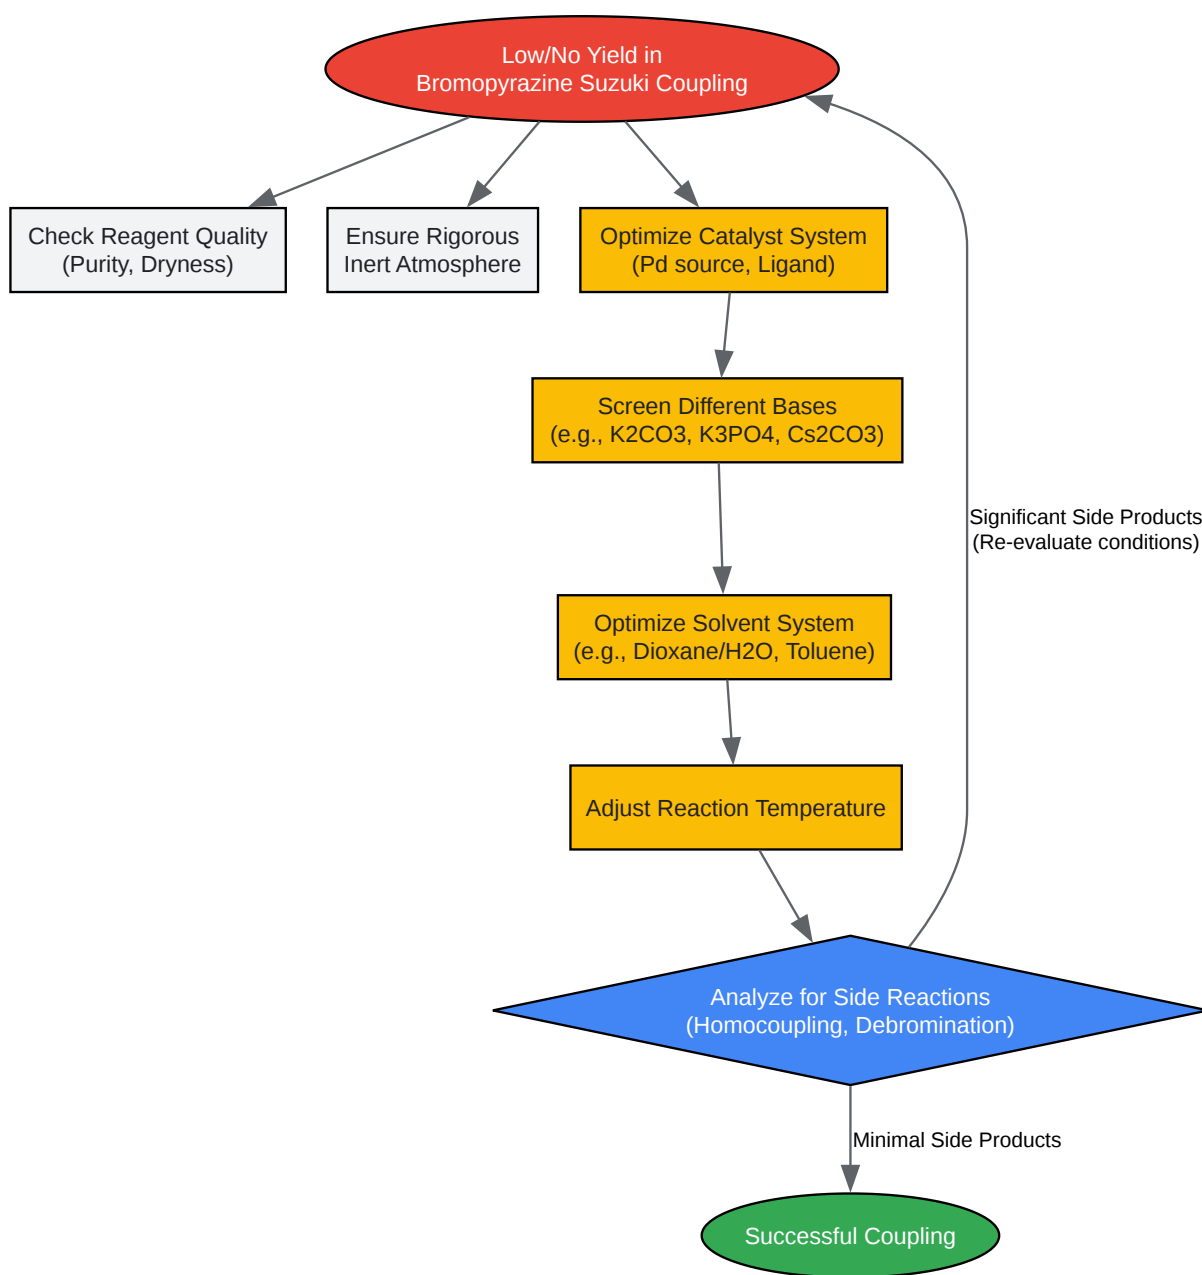 Low/No Yield in
Bromopyrazine Suzuki Coupling
Check Reagent Quality
(Purity, Dryness)
Ensure Rigorous
Inert Atmosphere
Optimize Catalyst System
(Pd source, Ligand)
Screen Different Bases
(e.g., K2CO3, K3PO4, Cs2CO3)
Significant Side Products
(Re-evaluate conditions)
Optimize Solvent System
(e.g., Dioxane/H2O, Toluene)
Adjust Reaction Temperature
Analyze for Side Reactions
(Homocoupling, Debromination)
Minimal Side Products
Successful Coupling